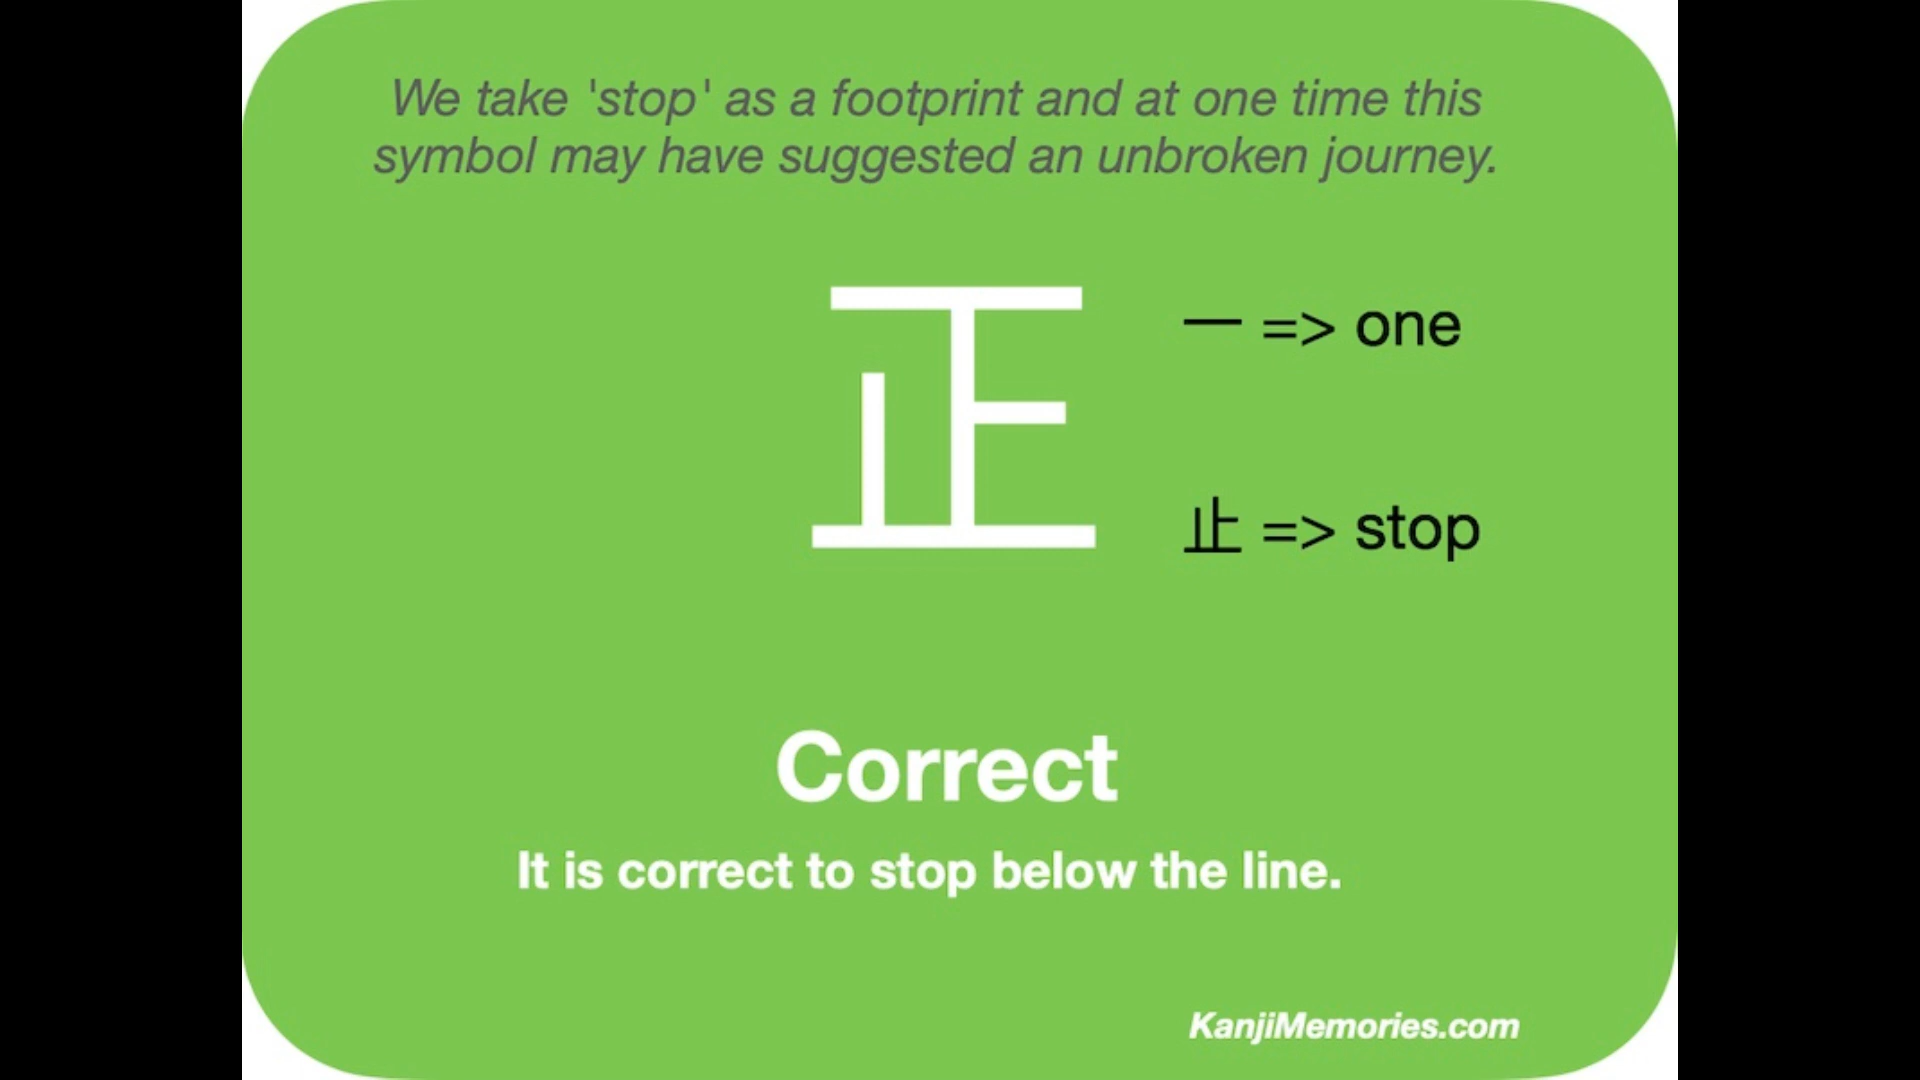 We take 'stop' as a footprint and at one time this
symbol may have suggested an unbroken journey.
正
一 => one
止 => stop
Correct
It is correct to stop below the line.
KanjiMemories.com